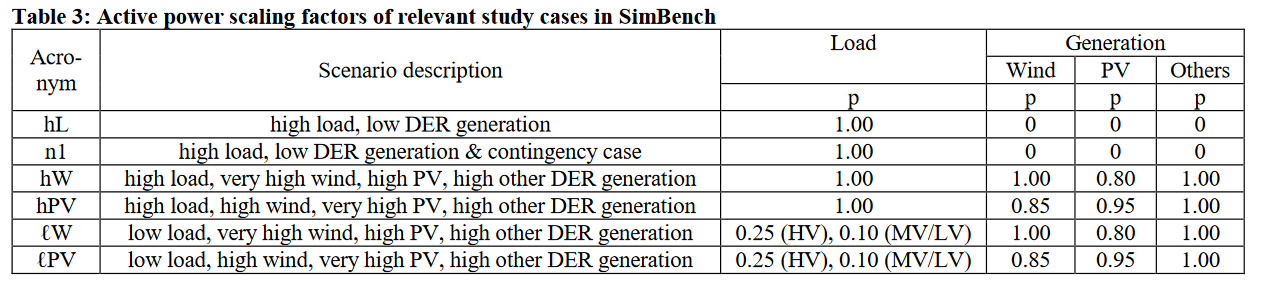 Table 3: Active power scaling factors of relevant study cases in SimBench
Acro-
nym
Scenario description
Load
Generation
Wind PV Others
p p p p
hL high load, low DER generation 1.00 0 0 0
n1 high load, low DER generation & contingency case 1.00 0 0 0
hW high load, very high wind, high PV, high other DER generation 1.00 1.00 0.80 1.00
hPV high load, high wind, very high PV, high other DER generation 1.00 0.85 0.95 1.00
ℓW low load, very high wind, high PV, high other DER generation 0.25 (HV), 0.10 (MV/LV) 1.00 0.80 1.00
ℓPV low load, high wind, very high PV, high other DER generation 0.25 (HV), 0.10 (MV/LV) 0.85 0.95 1.00